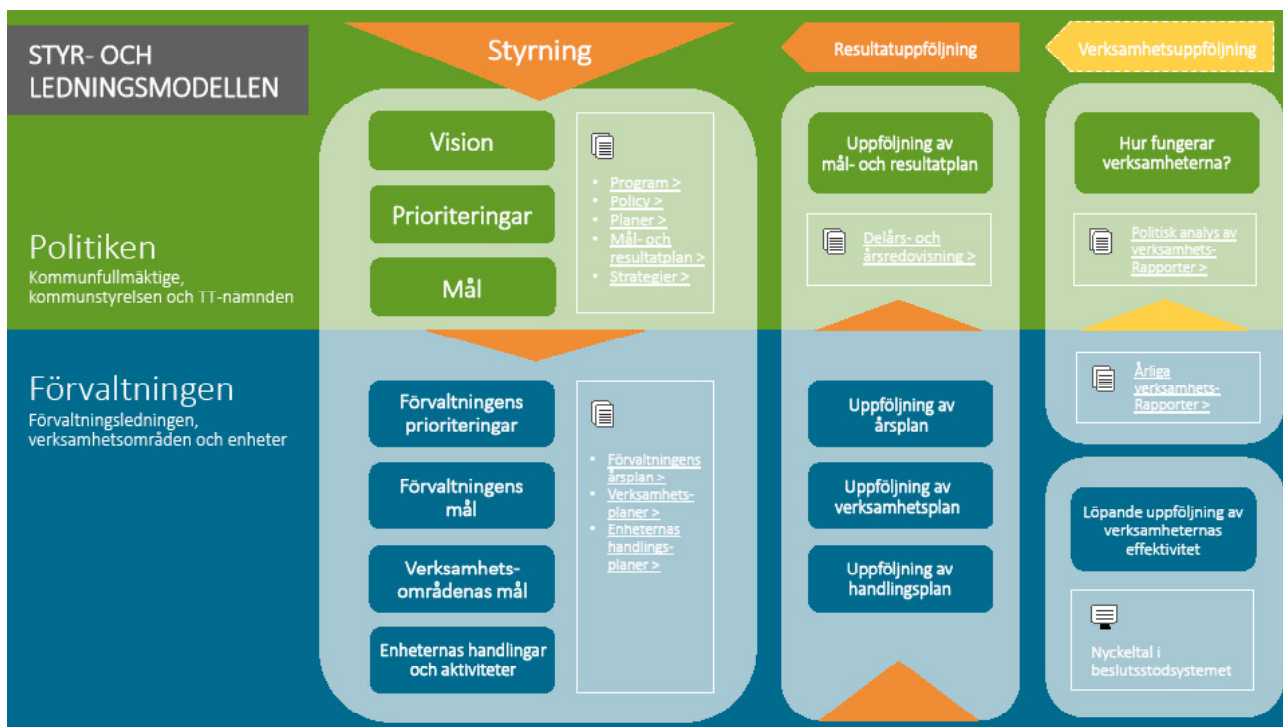 STYR- OCH
LEDNINGSMODELLEN
Styrning
Resultatuppföljning
Verksamhetsuppföljning
Politiken
Kommunfullmäktige,
kommunstyrelsen och TT-nämnden
Vision
Prioriteringar
Mål
• Program >
• Policy >
• Planer >
• Mål- och
resultatplan >
• Strategier >
Uppföljning av
mål- och resultatplan
Delårs- och
årsredovisning >
Hur fungerar
verksamheterna?
Politisk analys av
verksamhets-
Rapporter >
Förvaltningen
Förvaltningsledningen,
verksamhetsområden och enheter
Förvaltningens
prioriteringar
Förvaltningens
mål
Verksamhets-
områdenas mål
Enheternas handlingar
och aktiviteter
• Förvaltningens
årsplan >
• Verksamhets-
planer >
• Enheternas
handlings-
planer >
Uppföljning av
årsplan
Uppföljning av
verksamhetsplan
Uppföljning av
handlingsplan
Årliga
verksamhets-
Rapporter >
Löpande uppföljning av
verksamheternas
effektivitet
Nyckeltal i
beslutsstödsystemet